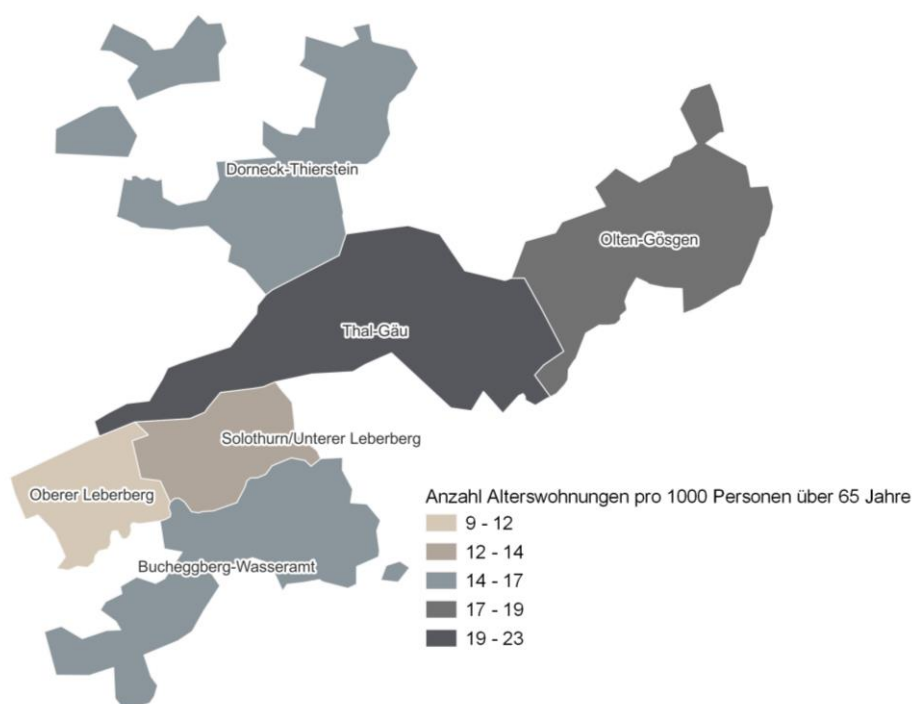 Dorneck-Thierstein
Olten-Gösgen
Thal-Gäu
Solothurn/Unterer Leberberg
Oberer Leberberg
Bucheggberg-Wasseramt
Anzahl Alterswohnungen pro 1000 Personen über 65 Jahre
9 - 12
12 - 14
14 - 17
17 - 19
19 - 23